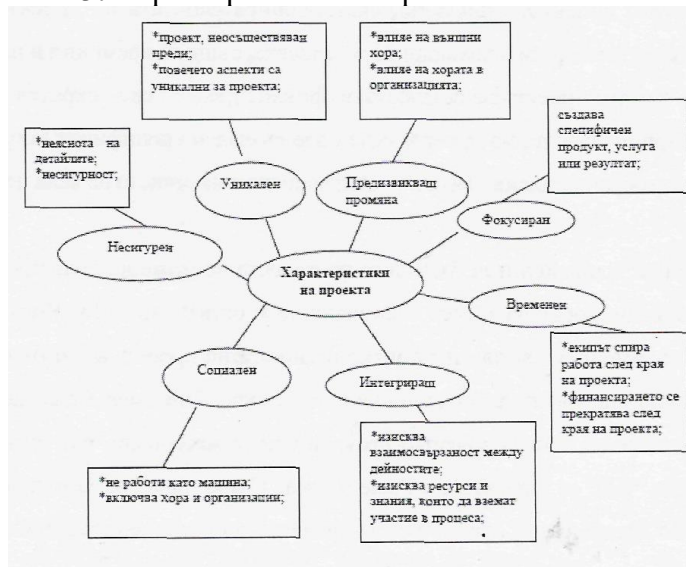 *проект, неосъществяван
преди;
*повечето аспекти са
уникални за проекта;
*влияе на външни
хора;
*влияе на хората в
организацията;
създава
специфичен
продукт, услуга
или резултат;
*неяснота на
детайлите;
*несигурност;
Уникален
Предизвикващ
промяна
Фокусиран
Несигурен
Характеристики
на проекта
Временен
Социален
Интегриращ
*екипът спира
работа след края
на проекта;
*финансирането се
прекратява след
края на проекта;
*не работи като машина;
*включва хора и организации;
*изисква
взаимосвързаност между
дейностите;
*изисква ресурси и
знания, които да вземат
участие в процеса;